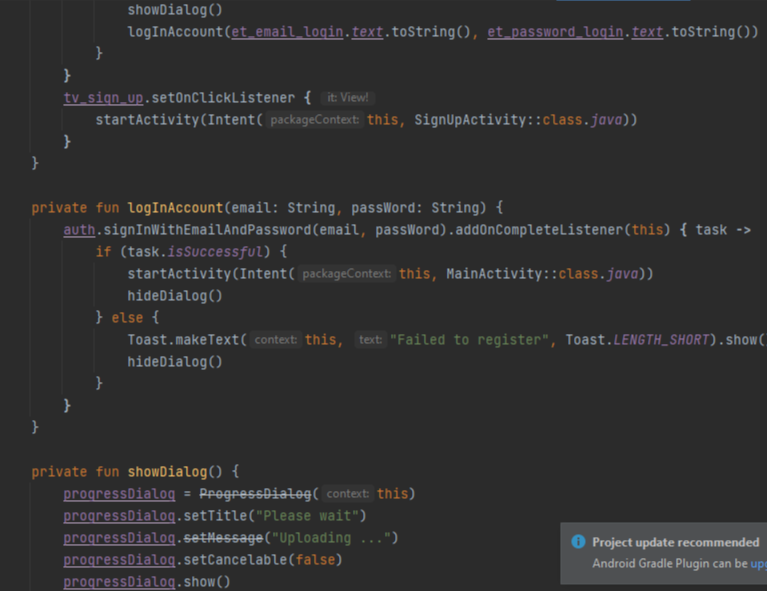 showDialog()
logInAccount(et_email_login.text.toString(), et_password_login.text.toString())
}
}
tv_sign_up.setOnClickListener { it: View!
startActivity(Intent( packageContext: this, SignUpActivity::class.java))
}
}
private fun logInAccount(email: String, passWord: String) {
auth.signInWithEmailAndPassword(email, passWord).addOnCompleteListener(this) { task ->
if (task.isSuccessful) {
startActivity(Intent( packageContext: this, MainActivity::class.java))
hideDialog()
} else {
Toast.makeText( context: this, text: "Failed to register", Toast.LENGTH_SHORT).show(
hideDialog()
}
}
}
private fun showDialog() {
progressDialog = ProgressDialog( context: this)
progressDialog.setTitle("Please wait")
progressDialog.setMessage("Uploading ...")
progressDialog.setCancelable(false)
progressDialog.show()
Project update recommended
Android Gradle Plugin can be